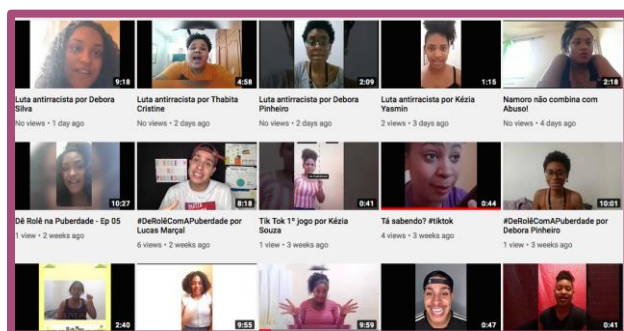 9:18
4:58
2:09
1:15
2:18
Luta antirracista por Debora
Silva
No views • 1 day ago
Luta antirracista por Thabita
Cristine
No views • 2 days ago
Luta antirracista por Debora
Pinheiro
No views • 2 days ago
Luta antirracista por Kézia
Yasmin
2 views • 3 days ago
Namoro não combina com
Abuso!
No views • 4 days ago
10:27
8:18
0:41
0:44
10:01
Dê Rolê na Puberdade - Ep 05
1 view • 2 weeks ago
#DeRolêComAPuberdade por
Lucas Marçal
6 views • 2 weeks ago
Tik Tok 1º jogo por Kézia
Souza
1 view • 3 weeks ago
Tá sabendo? #tiktok
4 views • 3 weeks ago
#DeRolêComAPuberdade por
Debora Pinheiro
1 view • 3 weeks ago
2:40
9:55
9:59
0:47
0:41